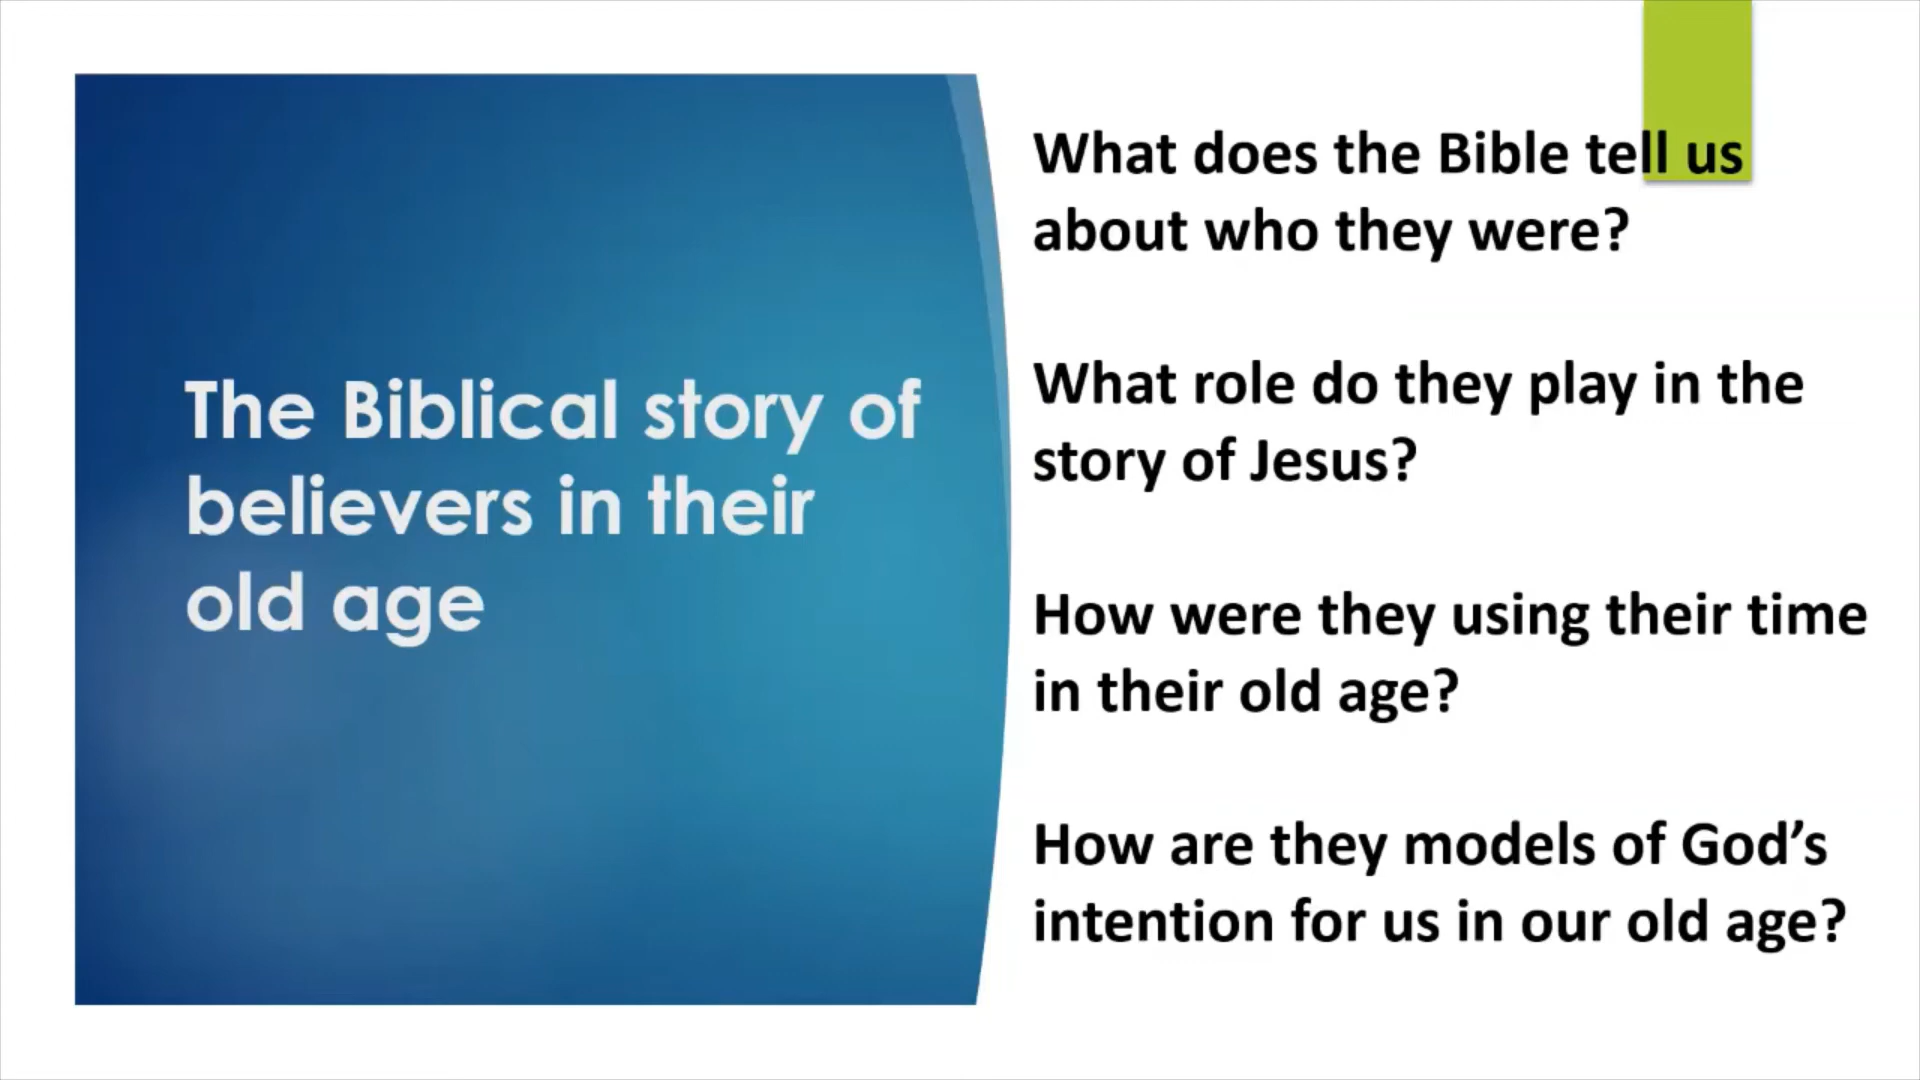 The Biblical story of
believers in their
old age
What does the Bible tell us
about who they were?
What role do they play in the
story of Jesus?
How were they using their time
in their old age?
How are they models of God’s
intention for us in our old age?